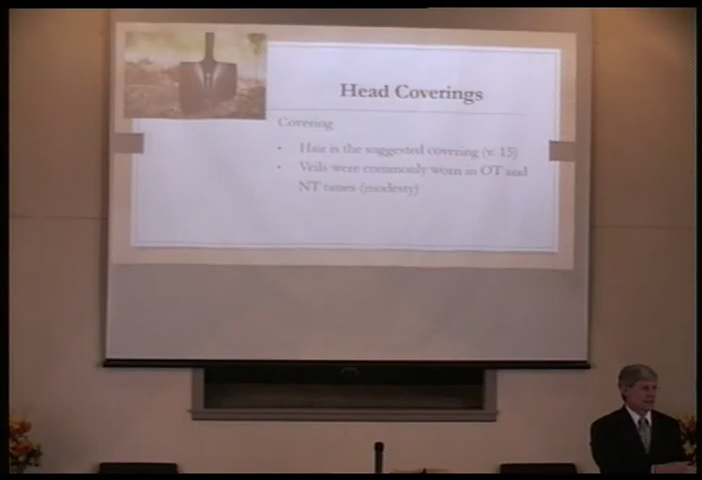 Head Coverings
Covering
• Hair is the suggested covering (v. 15)
• Veils were commonly worn in OT and
NT times (modesty)